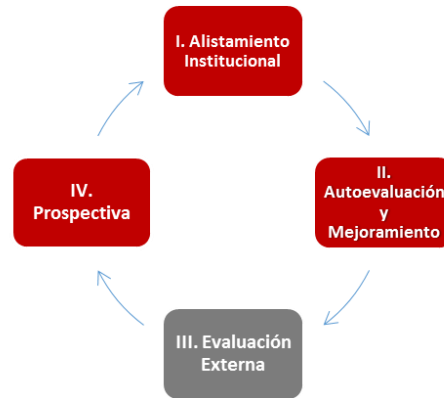 I. Alistamiento
Institucional
II.
Autoevaluación
y
Mejoramiento
III. Evaluación
Externa
IV.
Prospectiva